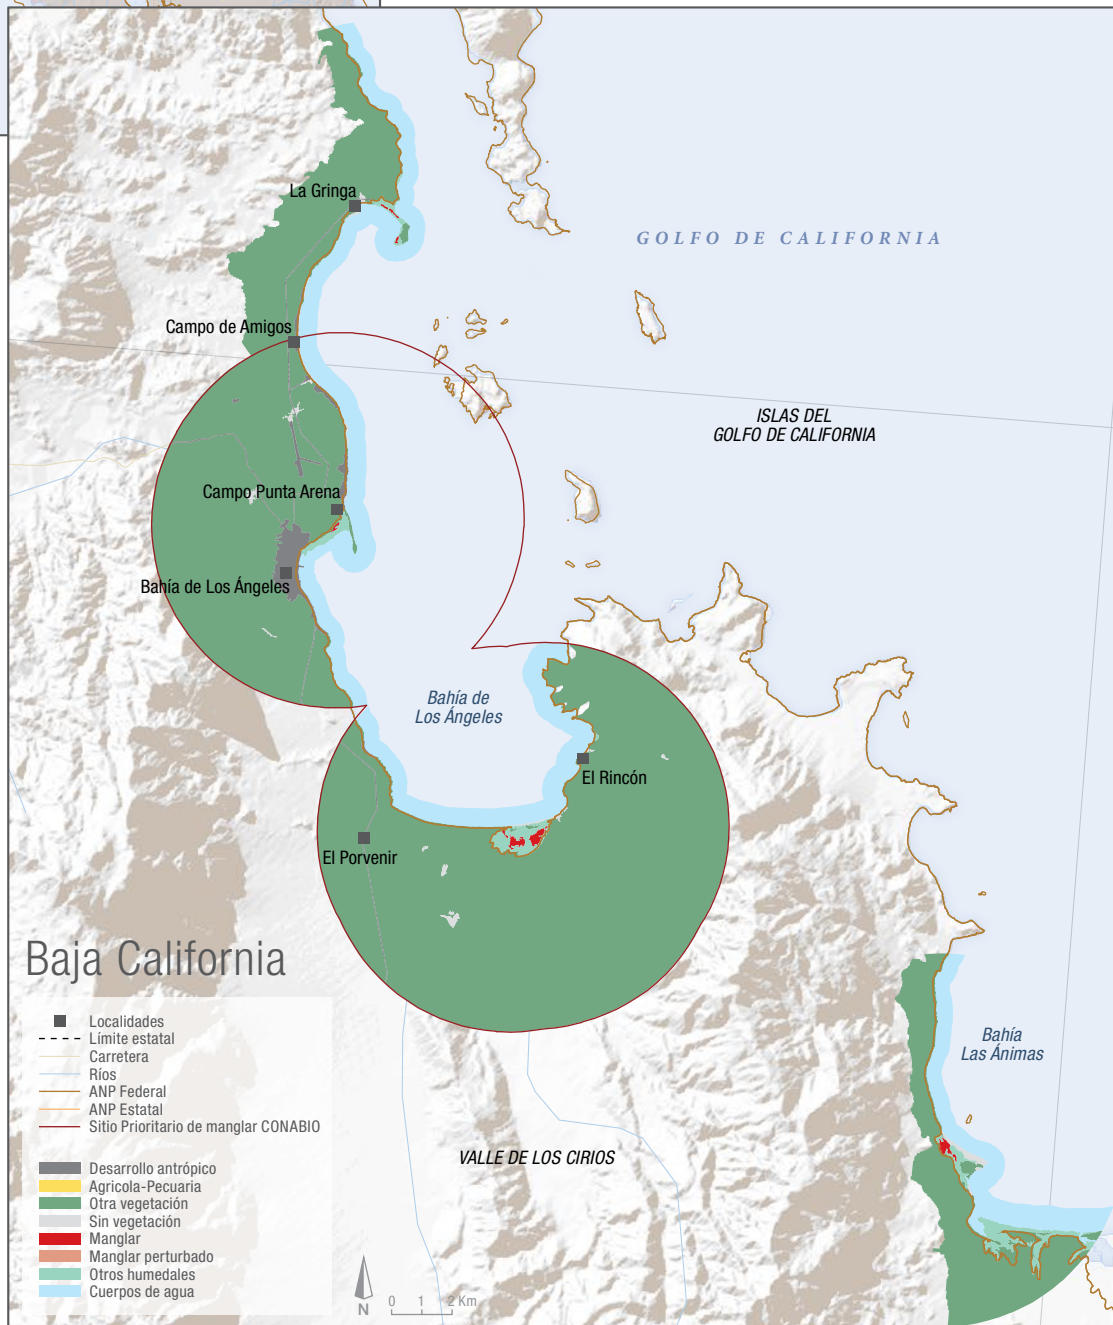 La Gringa
GOLFO DE CALIFORNIA
Campo de Amigos
ISLAS DEL
GOLFO DE CALIFORNIA
Campo Punta Arena
Bahía de Los Ángeles
Bahía de
Los Ángeles
El Rincón
El Porvenir
Baja California
Localidades
Límite estatal
Carretera
Ríos
ANP Federal
ANP Estatal
Sitio Prioritario de manglar CONABIO
Desarrollo antrópico
Agricola-Pecuaria
Otra vegetación
Sin vegetación
Manglar
Manglar perturbado
Otros humedales
Cuerpos de agua
Bahía
Las Ánimas
VALLE DE LOS CIRIOS
N
0 1 2 Km